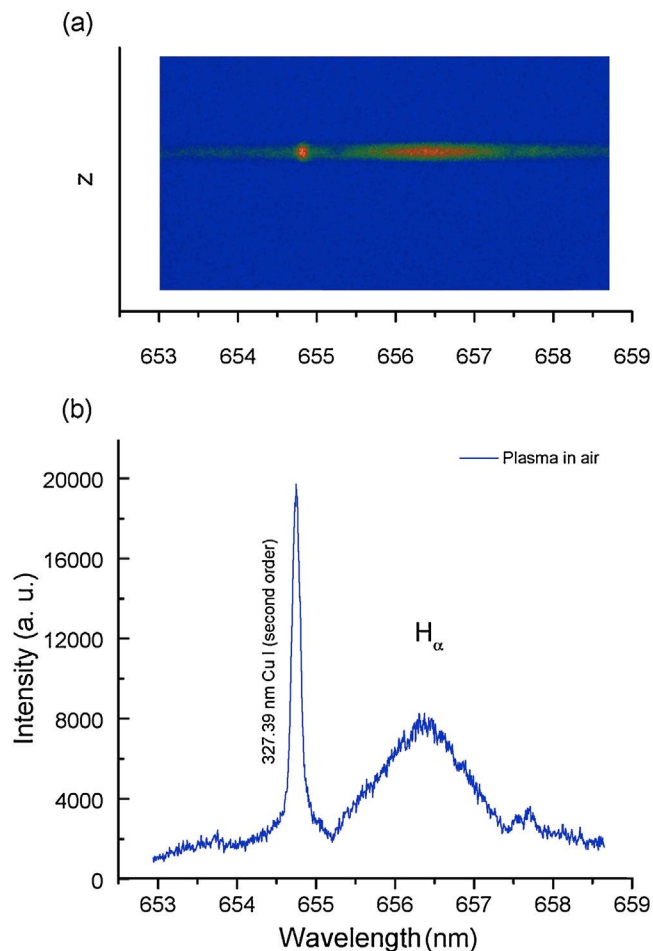 (a)
z
653 654 655 656 657 658 659
(b)
20000
16000
12000
8000
4000
0
Intensity (a. u.)
Plasma in air
327.39 nm Cu I (second order)
Hα
653 654 655 656 657 658 659
Wavelength (nm)